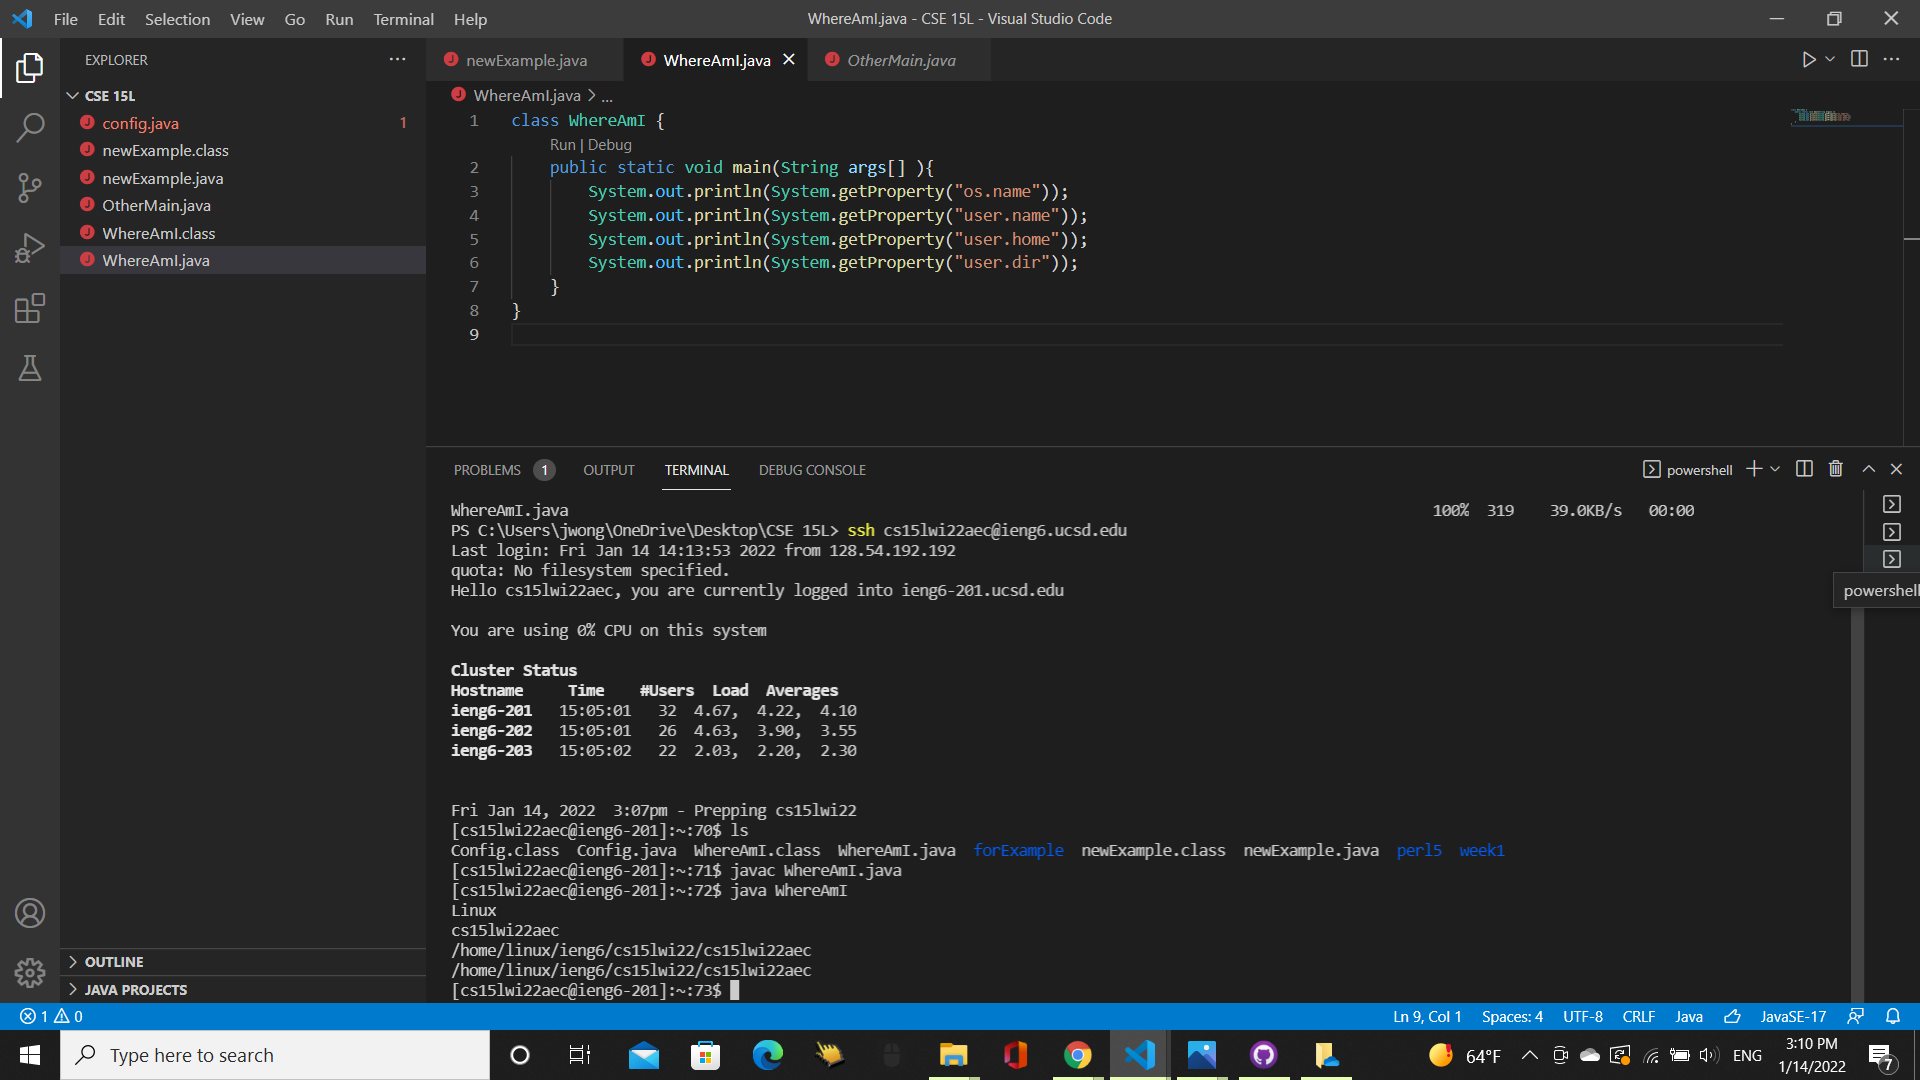 File Edit Selection View Go Run Terminal Help
WhereAmI.java - CSE 15L - Visual Studio Code
EXPLORER
CSE 15L
config.java 1
newExample.class
newExample.java
OtherMain.java
WhereAmI.class
WhereAmI.java
OUTLINE
JAVA PROJECTS
newExample.java WhereAmI.java OtherMain.java
WhereAmI.java > ...
1 class WhereAmI {
Run | Debug
2 public static void main(String args[] ){
3 System.out.println(System.getProperty("os.name"));
4 System.out.println(System.getProperty("user.name"));
5 System.out.println(System.getProperty("user.home"));
6 System.out.println(System.getProperty("user.dir"));
7 }
8 }
9
PROBLEMS 1 OUTPUT TERMINAL DEBUG CONSOLE
powershell
WhereAmI.java 100% 319 39.0KB/s 00:00
PS C:\Users\jwong\OneDrive\Desktop\CSE 15L> ssh cs15lwi22aec@ieng6.ucsd.edu
Last login: Fri Jan 14 14:13:53 2022 from 128.54.192.192
quota: No filesystem specified.
Hello cs15lwi22aec, you are currently logged into ieng6-201.ucsd.edu
powershell
You are using 0% CPU on this system
Cluster Status
Hostname Time #Users Load Averages
ieng6-201 15:05:01 32 4.67, 4.22, 4.10
ieng6-202 15:05:01 26 4.63, 3.90, 3.55
ieng6-203 15:05:02 22 2.03, 2.20, 2.30
Fri Jan 14, 2022 3:07pm - Prepping cs15lwi22
[cs15lwi22aec@ieng6-201]:~:70$ ls
Config.class Config.java WhereAmI.class WhereAmI.java forExample newExample.class newExample.java perl5 week1
[cs15lwi22aec@ieng6-201]:~:71$ javac WhereAmI.java
[cs15lwi22aec@ieng6-201]:~:72$ java WhereAmI
Linux
cs15lwi22aec
/home/linux/ieng6/cs15lwi22/cs15lwi22aec
/home/linux/ieng6/cs15lwi22/cs15lwi22aec
[cs15lwi22aec@ieng6-201]:~:73$
1 0
Ln 9, Col 1 Spaces: 4 UTF-8 CRLF Java JavaSE-17
Type here to search
64°F
ENG
3:10 PM
1/14/2022
7